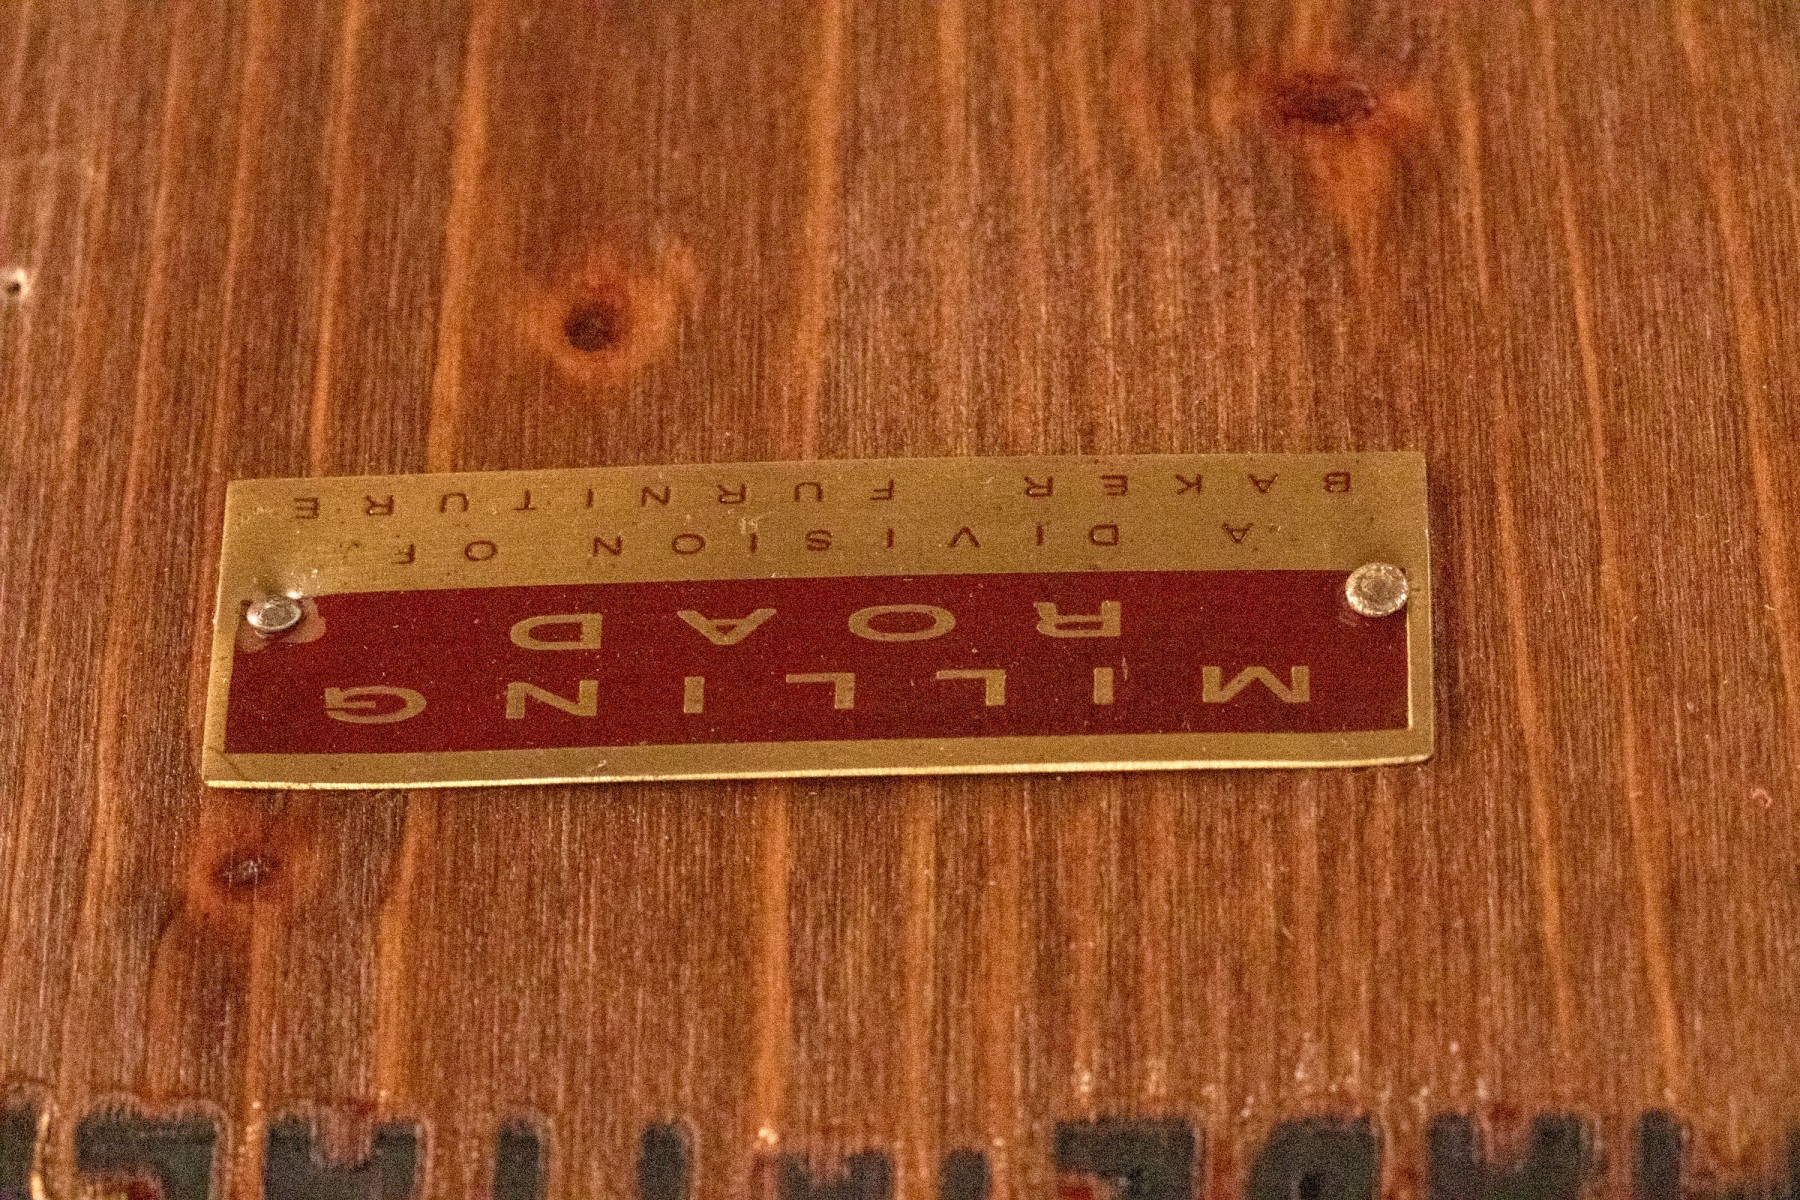 MILLING
ROAD
A DIVISION OF
BAKER FURNITURE